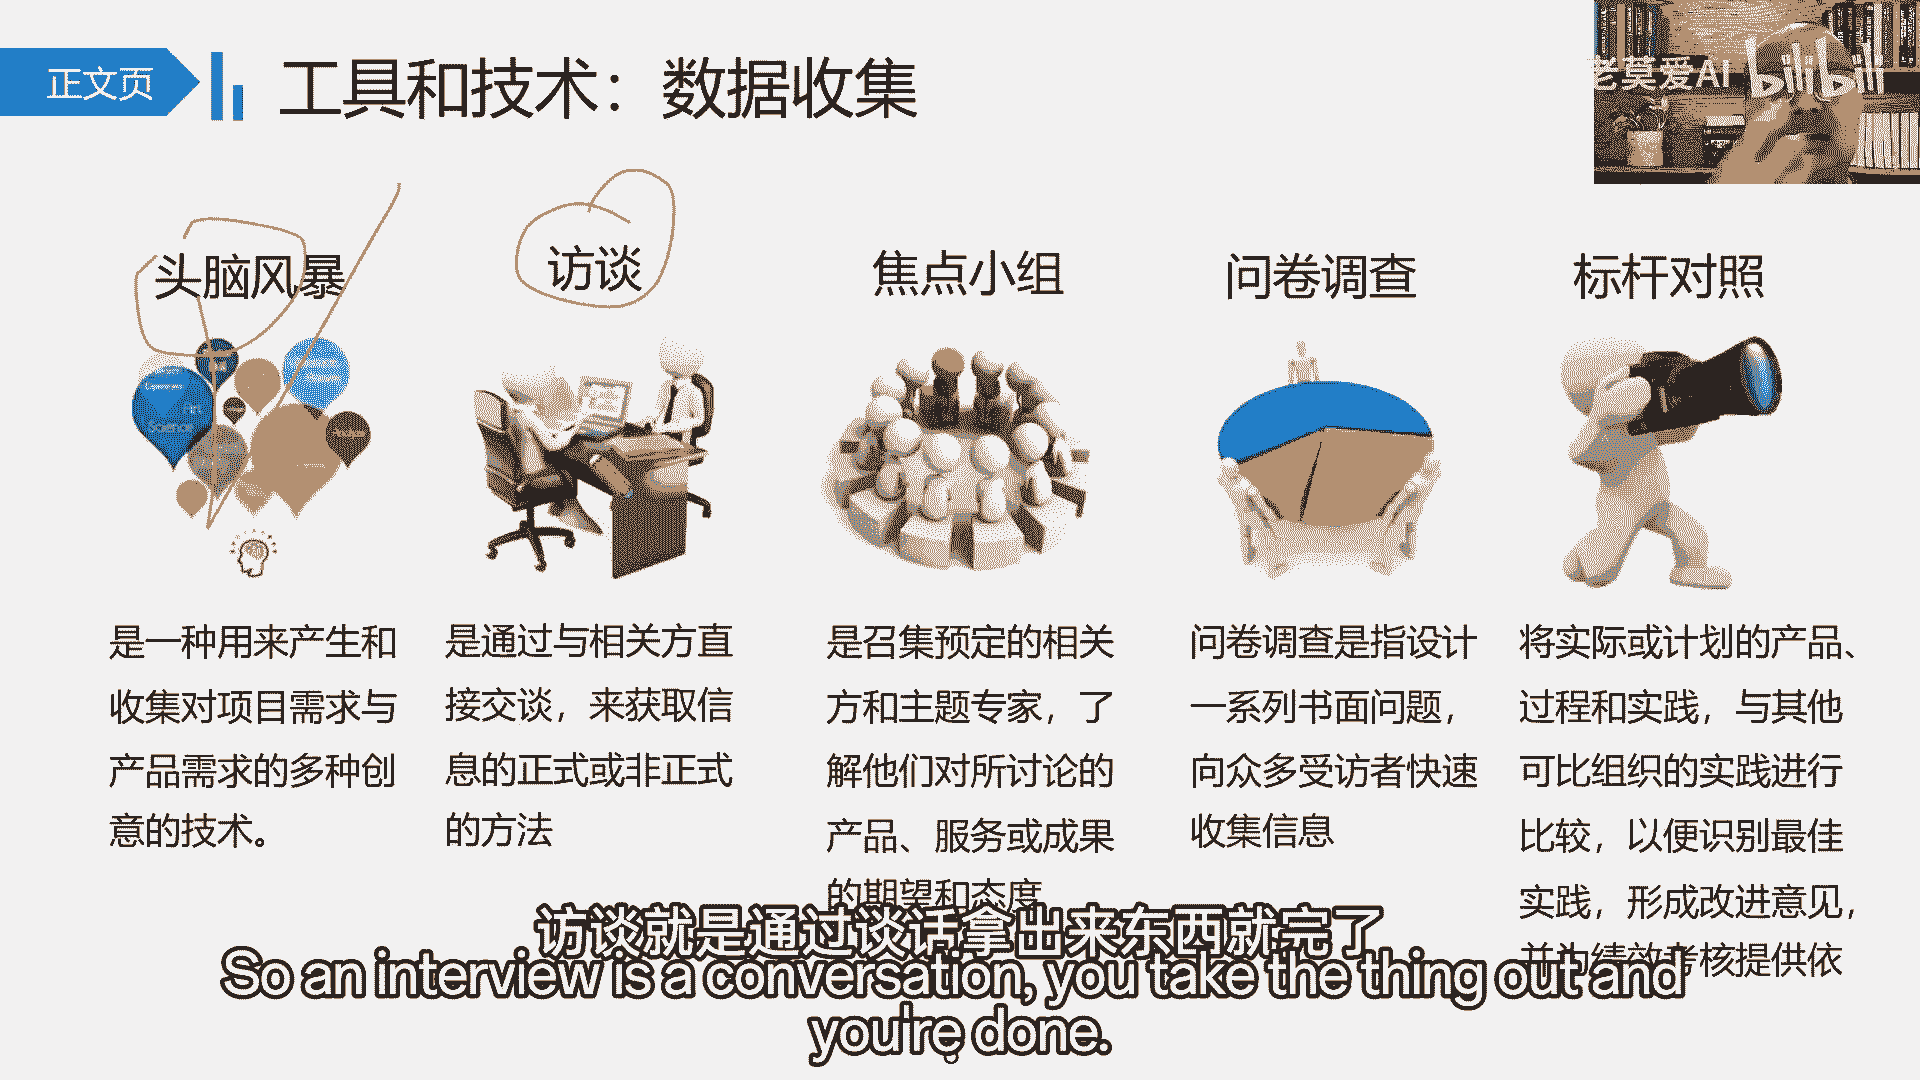 正文页
工具和技术：数据收集
老莫爱AI
bilibili
头脑风暴
访谈
焦点小组
问卷调查
标杆对照
是一种用来产生和
收集对项目需求与
产品需求的多种创
意的技术。
是通过与相关方直
接交谈，来获取信
息的正式或非正式
的方法
是召集预定的相关
方和主题专家，了
解他们对所讨论的
产品、服务或成果
的期望和态度
问卷调查是指设计
一系列书面问题，
向众多受访者快速
收集信息
将实际或计划的产品、
过程和实践，与其他
可比组织的实践进行
比较，以便识别最佳
实践，形成改进意见，
并为绩效考核提供依
访谈就是通过谈话拿出来东西就完了
So an interview is a conversation, you take the thing out and
you're done.